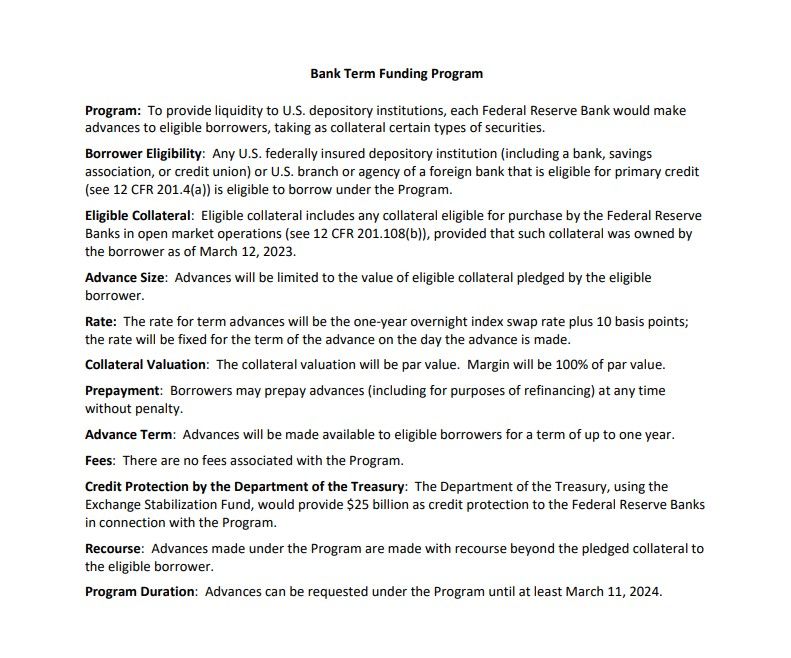 Bank Term Funding Program
Program: To provide liquidity to U.S. depository institutions, each Federal Reserve Bank would make
advances to eligible borrowers, taking as collateral certain types of securities.
Borrower Eligibility: Any U.S. federally insured depository institution (including a bank, savings
association, or credit union) or U.S. branch or agency of a foreign bank that is eligible for primary credit
(see 12 CFR 201.4(a)) is eligible to borrow under the Program.
Eligible Collateral: Eligible collateral includes any collateral eligible for purchase by the Federal Reserve
Banks in open market operations (see 12 CFR 201.108(b)), provided that such collateral was owned by
the borrower as of March 12, 2023.
Advance Size: Advances will be limited to the value of eligible collateral pledged by the eligible
borrower.
Rate: The rate for term advances will be the one-year overnight index swap rate plus 10 basis points;
the rate will be fixed for the term of the advance on the day the advance is made.
Collateral Valuation: The collateral valuation will be par value. Margin will be 100% of par value.
Prepayment: Borrowers may prepay advances (including for purposes of refinancing) at any time
without penalty.
Advance Term: Advances will be made available to eligible borrowers for a term of up to one year.
Fees: There are no fees associated with the Program.
Credit Protection by the Department of the Treasury: The Department of the Treasury, using the
Exchange Stabilization Fund, would provide $25 billion as credit protection to the Federal Reserve Banks
in connection with the Program.
Recourse: Advances made under the Program are made with recourse beyond the pledged collateral to
the eligible borrower.
Program Duration: Advances can be requested under the Program until at least March 11, 2024.